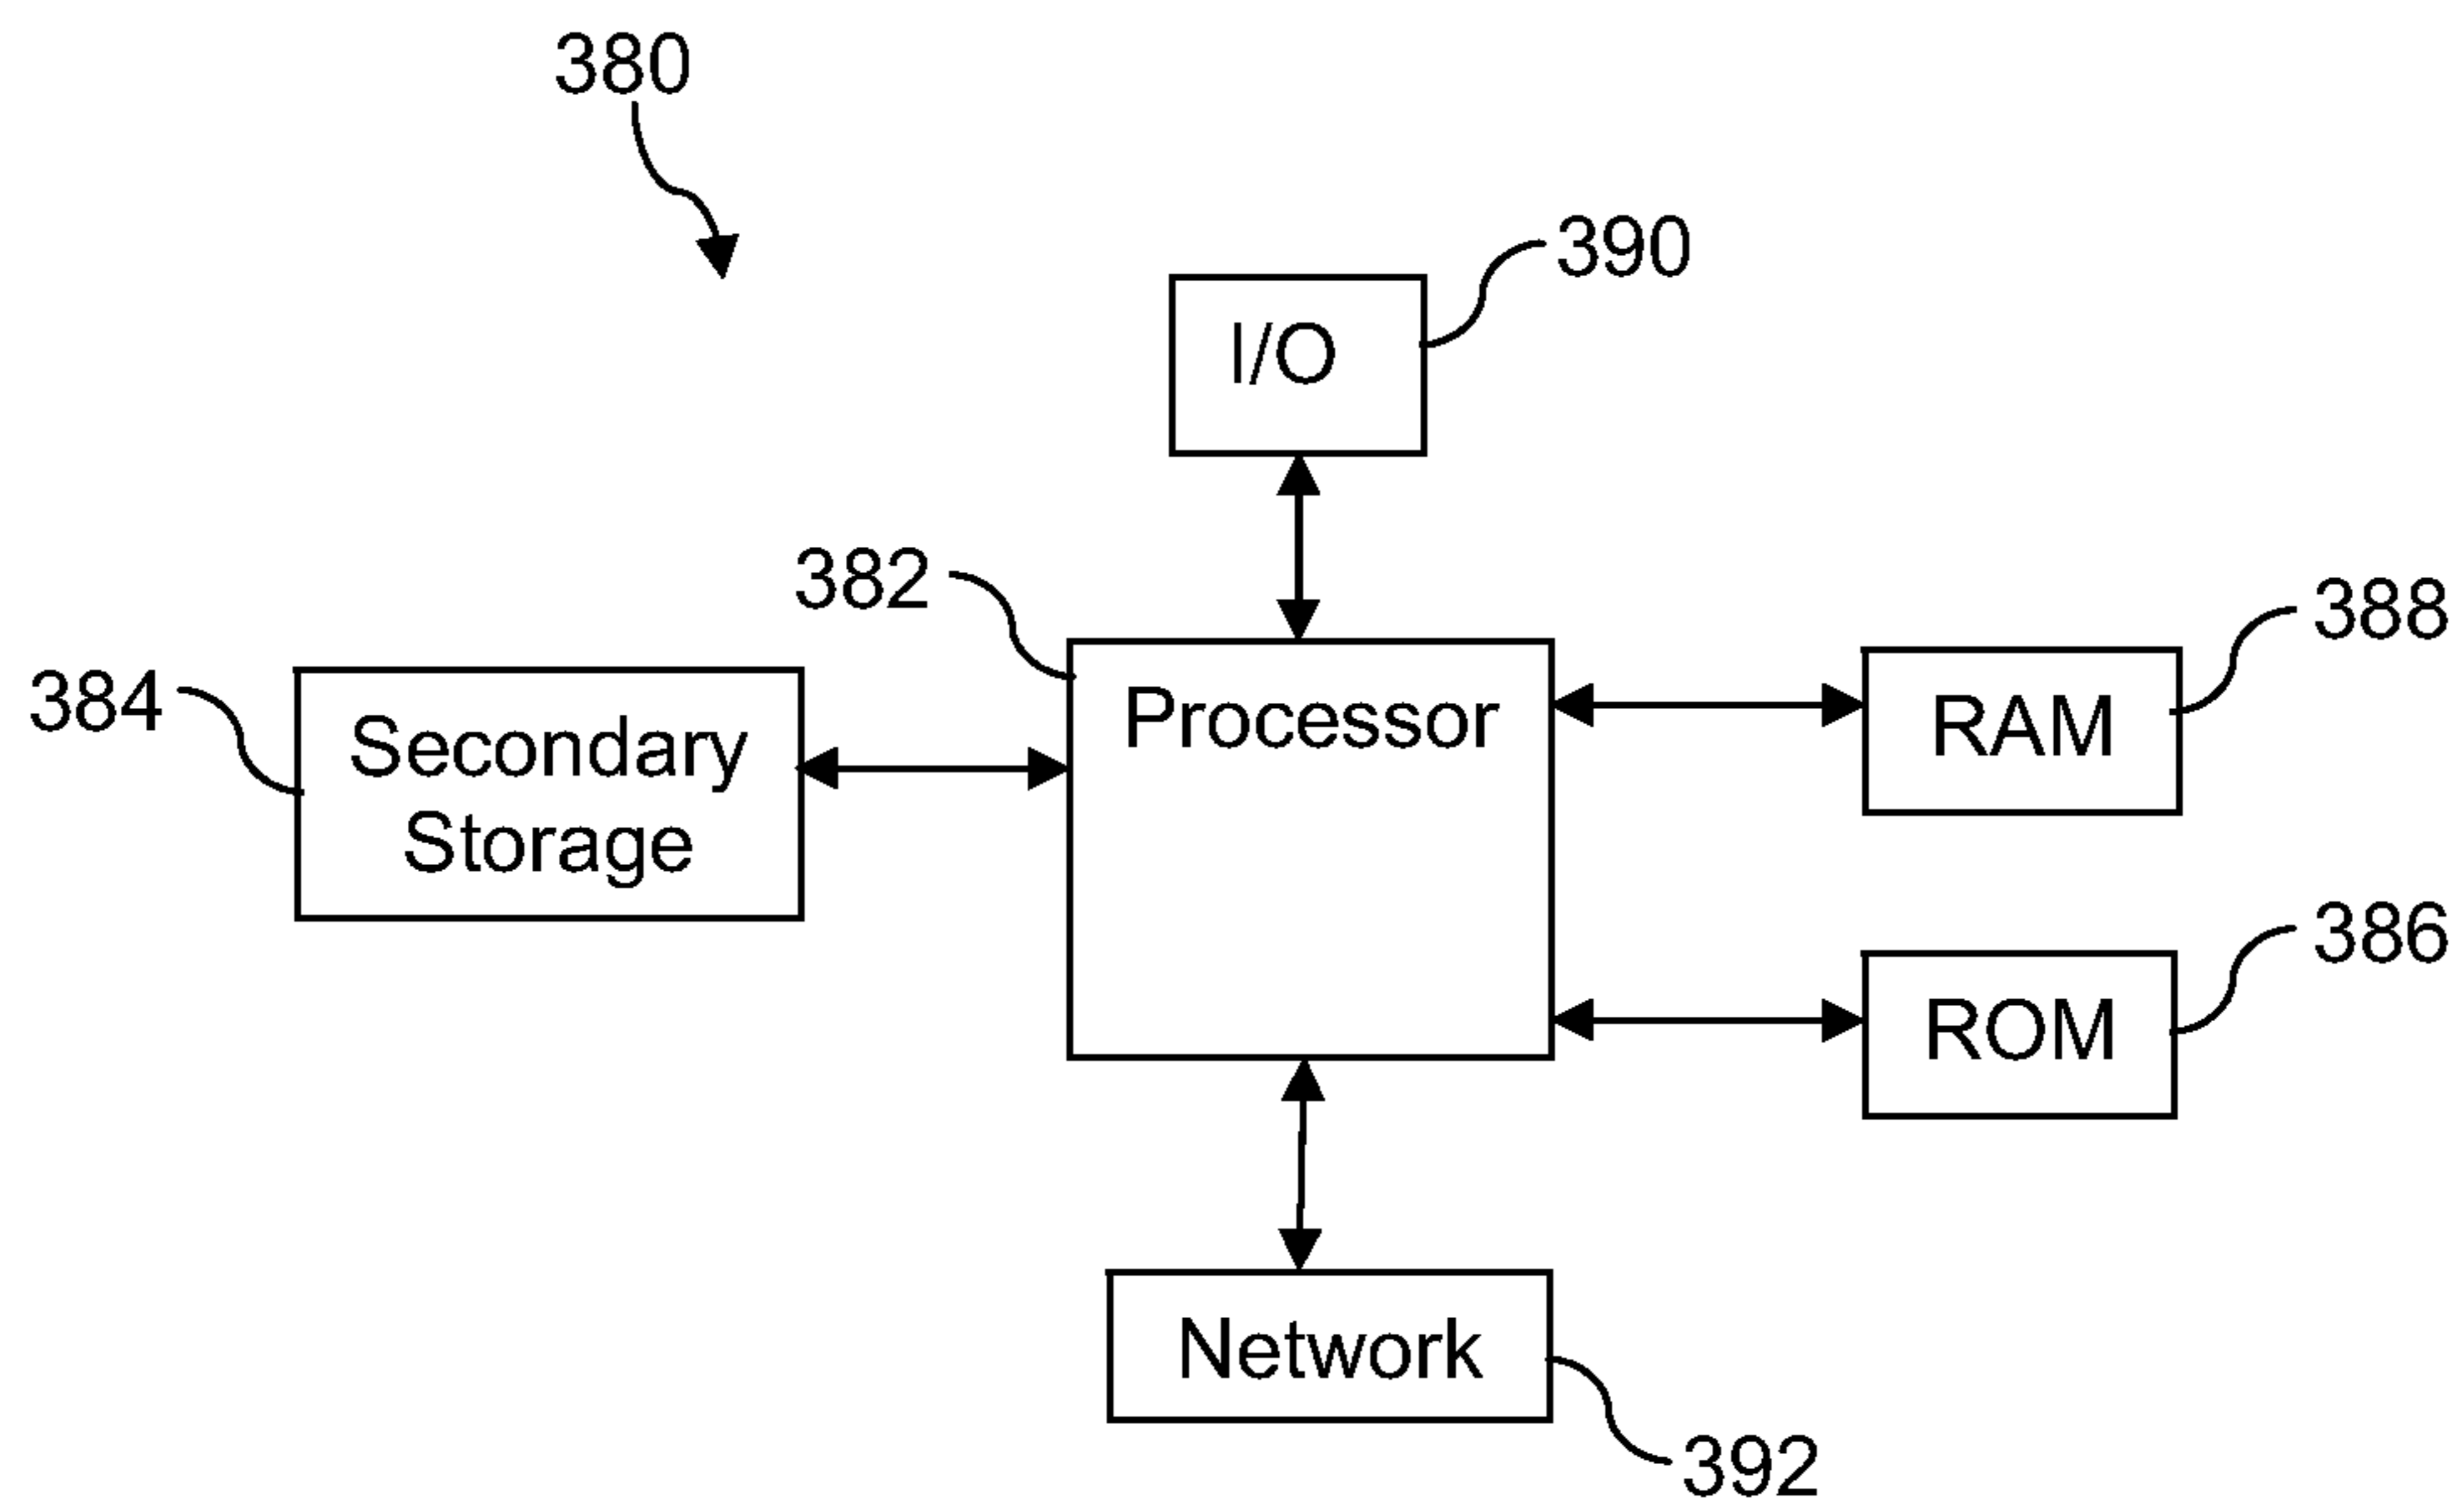 380
390
I/O
382
388
384
Processor
RAM
Secondary
Storage
386
ROM
Network
392